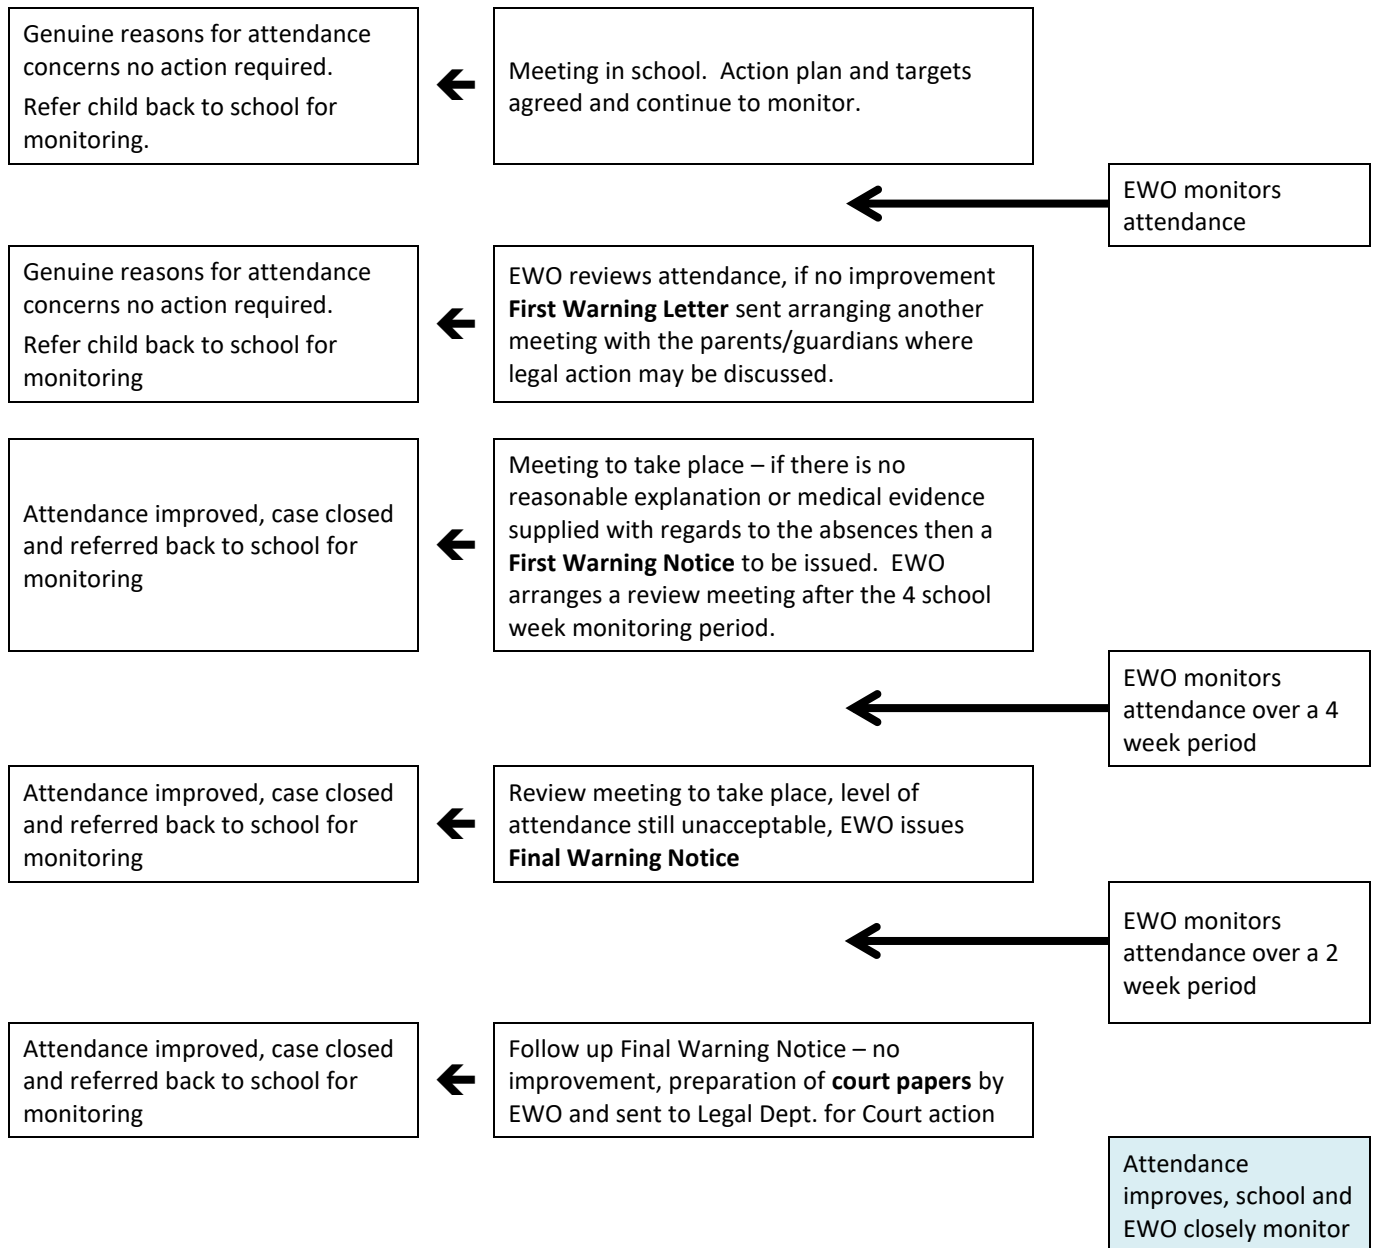 Genuine reasons for attendance
concerns no action required.
Refer child back to school for
monitoring.
Meeting in school.  Action plan and targets
agreed and continue to monitor.
EWO monitors
attendance
Genuine reasons for attendance
concerns no action required.
Refer child back to school for
monitoring
EWO reviews attendance, if no improvement
First Warning Letter sent arranging another
meeting with the parents/guardians where
legal action may be discussed.
Attendance improved, case closed
and referred back to school for
monitoring
Meeting to take place – if there is no
reasonable explanation or medical evidence
supplied with regards to the absences then a
First Warning Notice to be issued.  EWO
arranges a review meeting after the 4 school
week monitoring period.
EWO monitors
attendance over a 4
week period
Attendance improved, case closed
and referred back to school for
monitoring
Review meeting to take place, level of
attendance still unacceptable, EWO issues
Final Warning Notice
EWO monitors
attendance over a 2
week period
Attendance improved, case closed
and referred back to school for
monitoring
Follow up Final Warning Notice – no
improvement, preparation of court papers by
EWO and sent to Legal Dept. for Court action
Attendance
improves, school and
EWO closely monitor